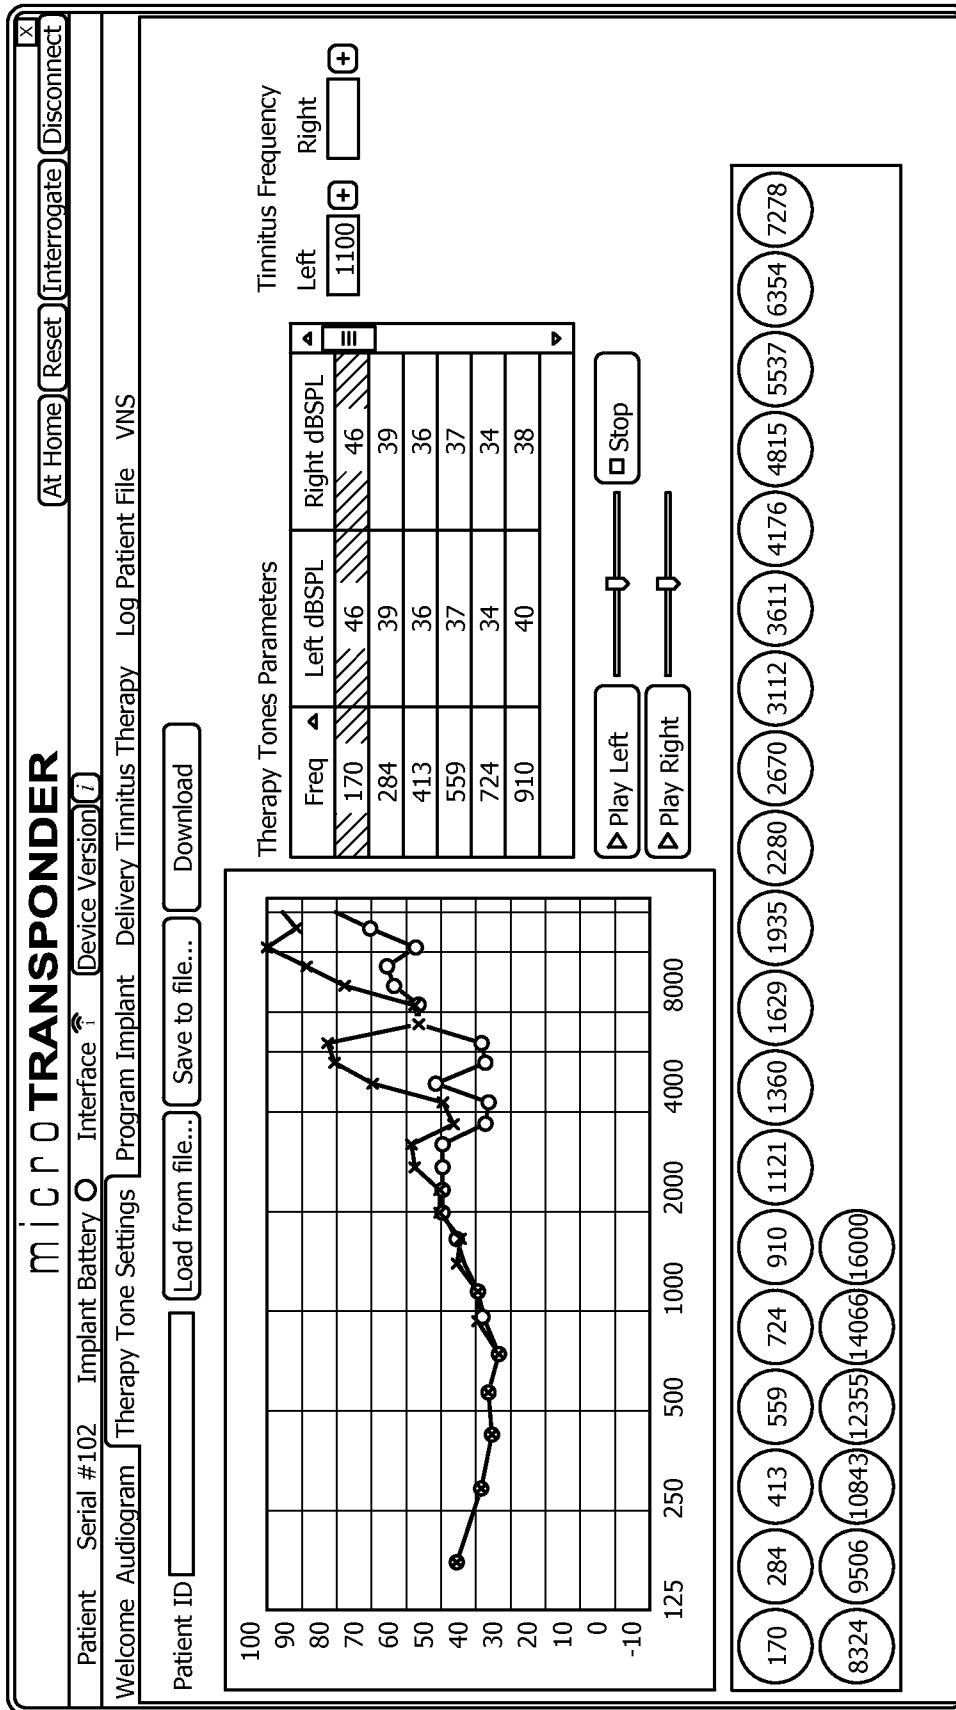 microTRANSPONDER
X
At Home Reset Interrogate Disconnect
Patient Serial #102 Implant Battery Interface i Device Version i
Welcome Audiogram Therapy Tone Settings Program Implant Delivery Tinnitus Therapy Log Patient File VNS
Patient ID Load from file... Save to file... Download
100
90
80
70
60
50
40
30
20
10
0
-10
125 250 500 1000 2000 4000 8000
Therapy Tones Parameters
Freq Left dBSPL Right dBSPL
170 46 46
284 39 39
413 36 36
559 37 37
724 34 34
910 40 38
Play Left Stop
Play Right
Tinnitus Frequency
Left Right
1100 + +
170 284 413 559 724 910 1121 1360 1629 1935 2280 2670 3112 3611 4176 4815 5537 6354 7278
8324 9506 10843 12355 14066 16000